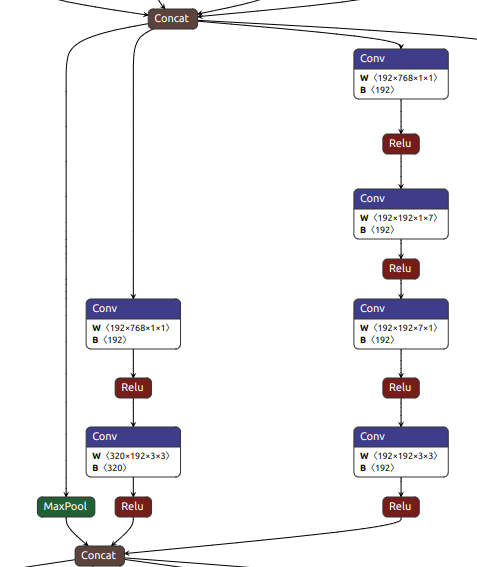 Concat
Conv
W 〈192×768×1×1〉
B 〈192〉
Relu
Conv
W 〈192×192×1×7〉
B 〈192〉
Relu
Conv
W 〈192×768×1×1〉
B 〈192〉
Conv
W 〈192×192×7×1〉
B 〈192〉
Relu
Relu
Conv
W 〈320×192×3×3〉
B 〈320〉
Conv
W 〈192×192×3×3〉
B 〈192〉
MaxPool
Relu
Relu
Concat